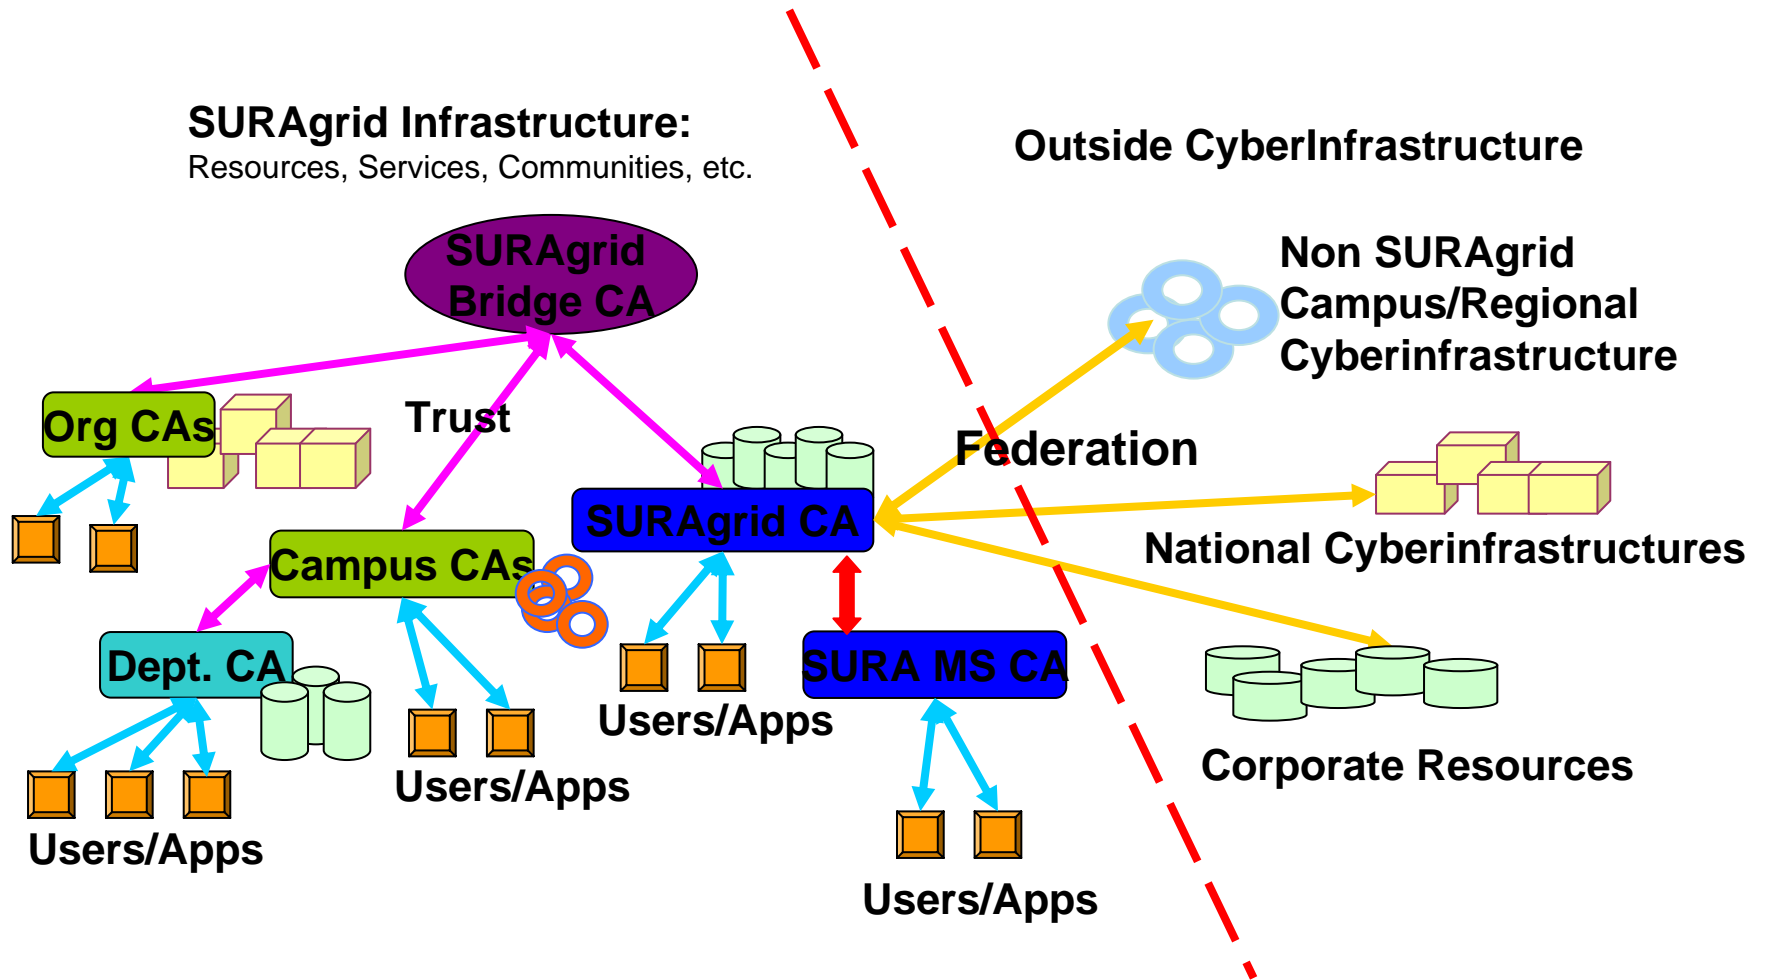 SURAgrid Infrastructure:
Resources, Services, Communities, etc.
Outside CyberInfrastructure
SURAgrid
Bridge CA
Non SURAgrid
Campus/Regional
Cyberinfrastructure
Org CAs
Trust
Federation
SURAgrid CA
National Cyberinfrastructures
Campus CAs
Dept. CA
SURA MS CA
Users/Apps
Corporate Resources
Users/Apps
Users/Apps
Users/Apps